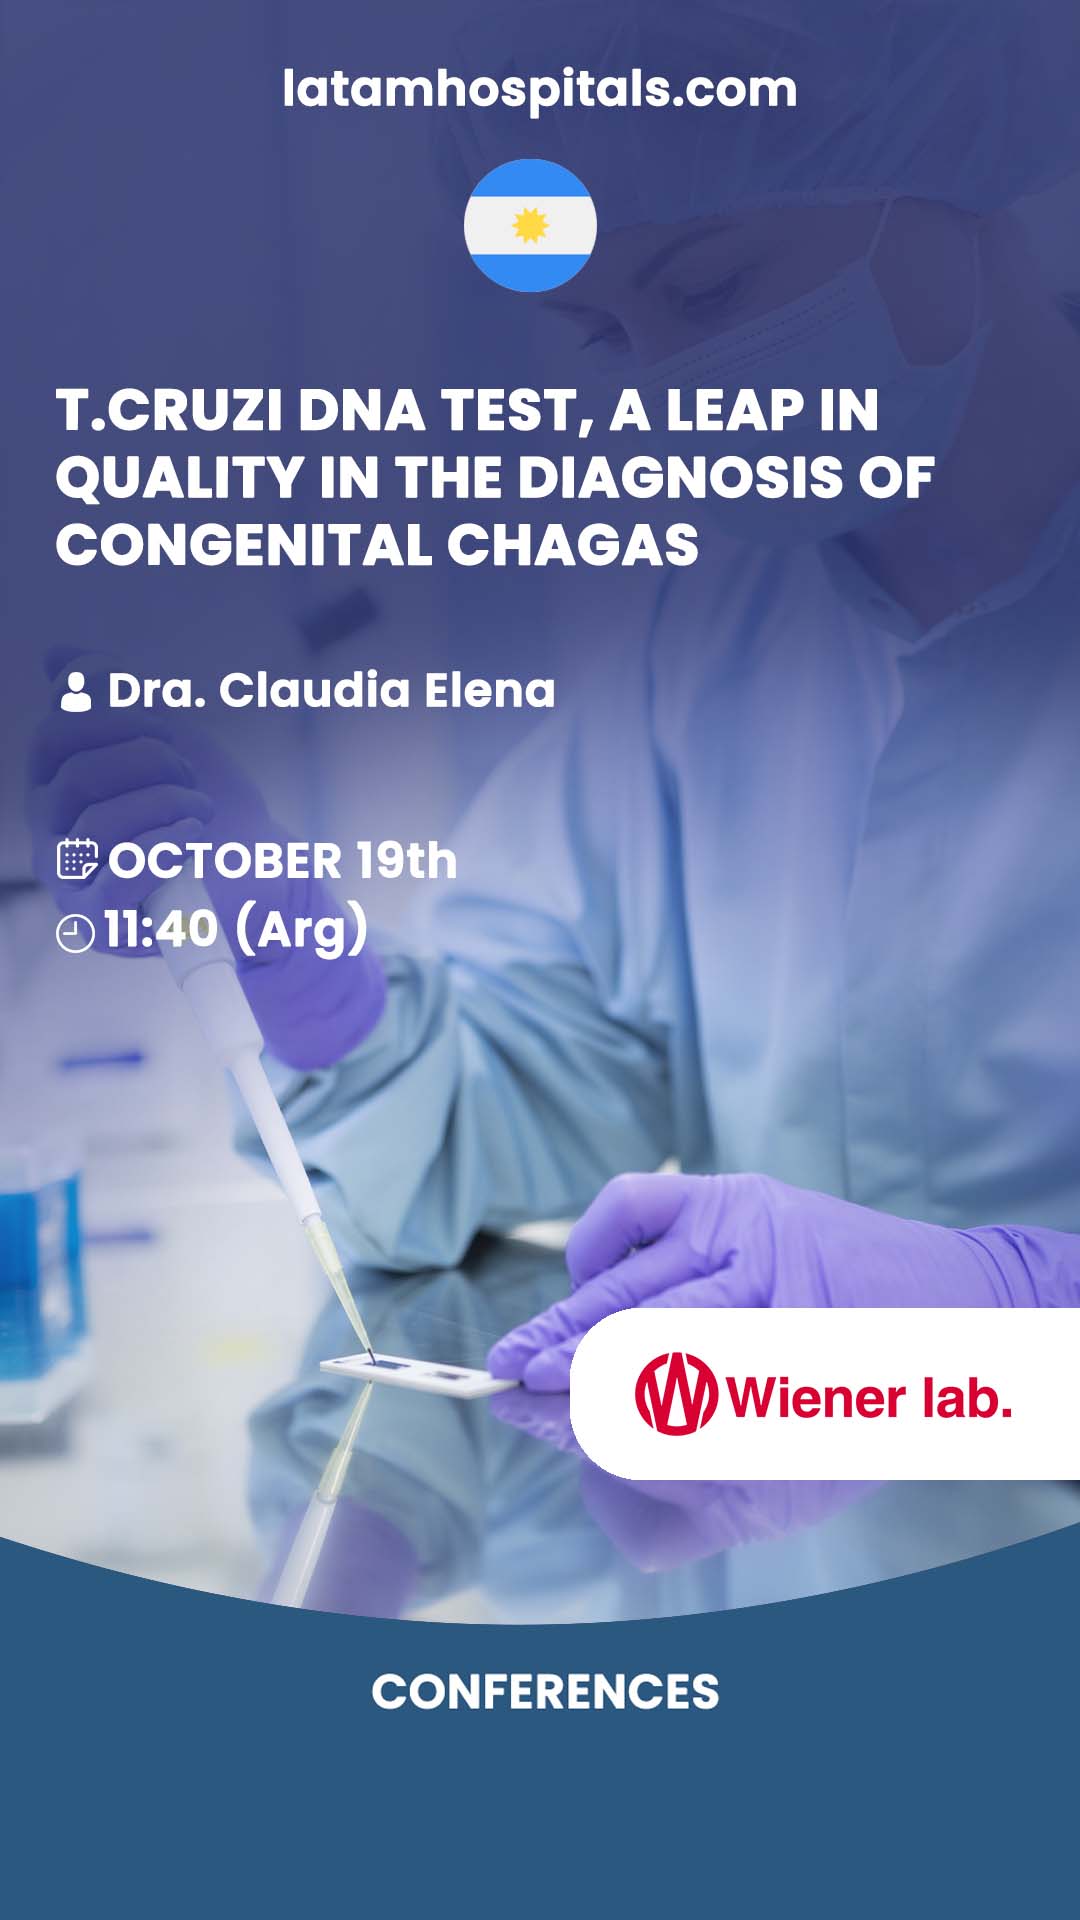 latamhospitals.com
T.CRUZI DNA TEST, A LEAP IN
QUALITY IN THE DIAGNOSIS OF
CONGENITAL CHAGAS
Dra. Claudia Elena
OCTOBER 19th
11:40 (Arg)
Wiener lab.
CONFERENCES